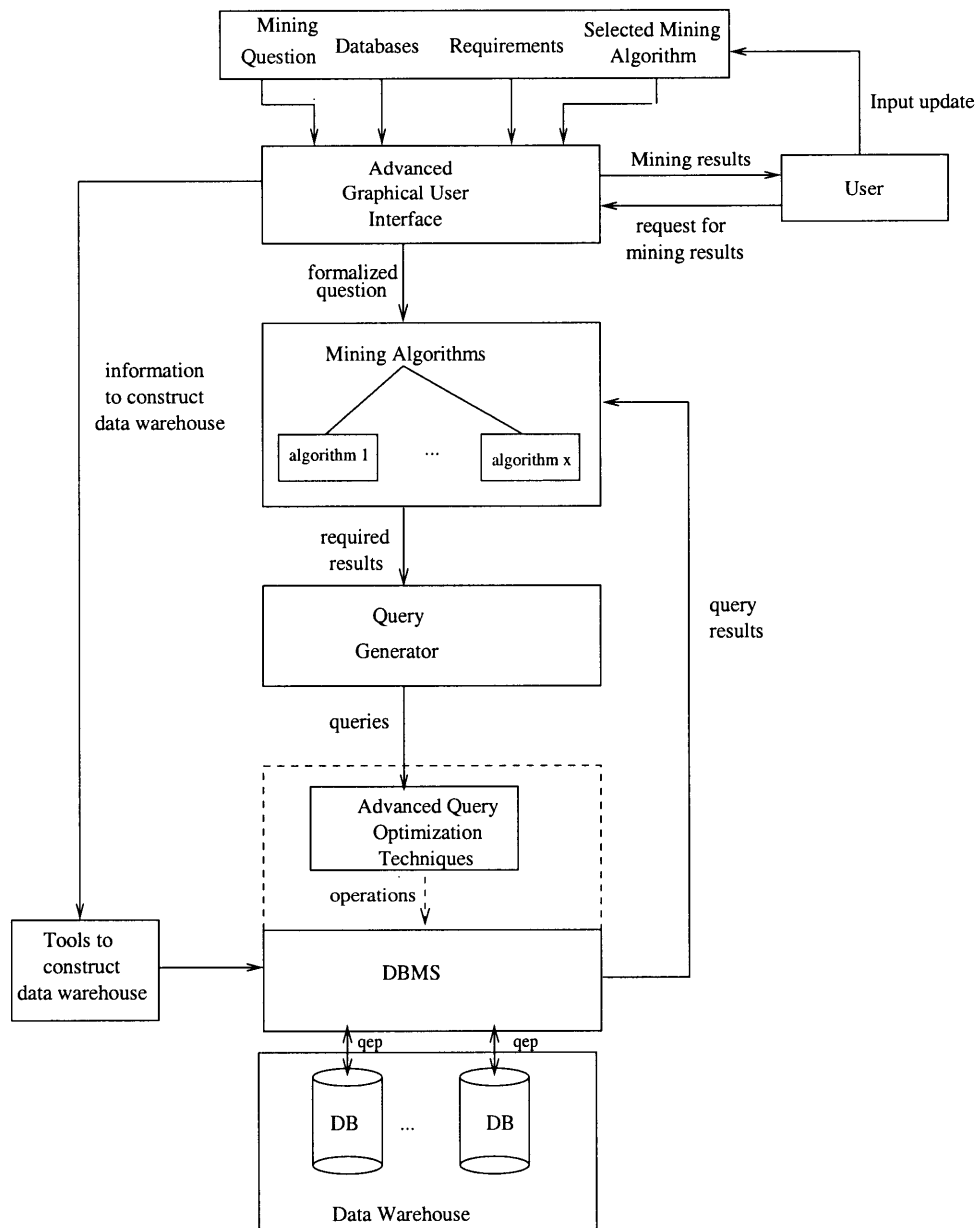 Mining
Question
Databases
Requirements
Selected Mining
Algorithm
Input update
Advanced
Graphical User
Interface
Mining results
User
request for
mining results
formalized
question
information
to construct
data warehouse
Mining Algorithms
algorithm 1
...
algorithm x
required
results
query
results
Query
Generator
queries
Advanced Query
Optimization
Techniques
operations
Tools to
construct
data warehouse
DBMS
qep
qep
DB
...
DB
Data Warehouse